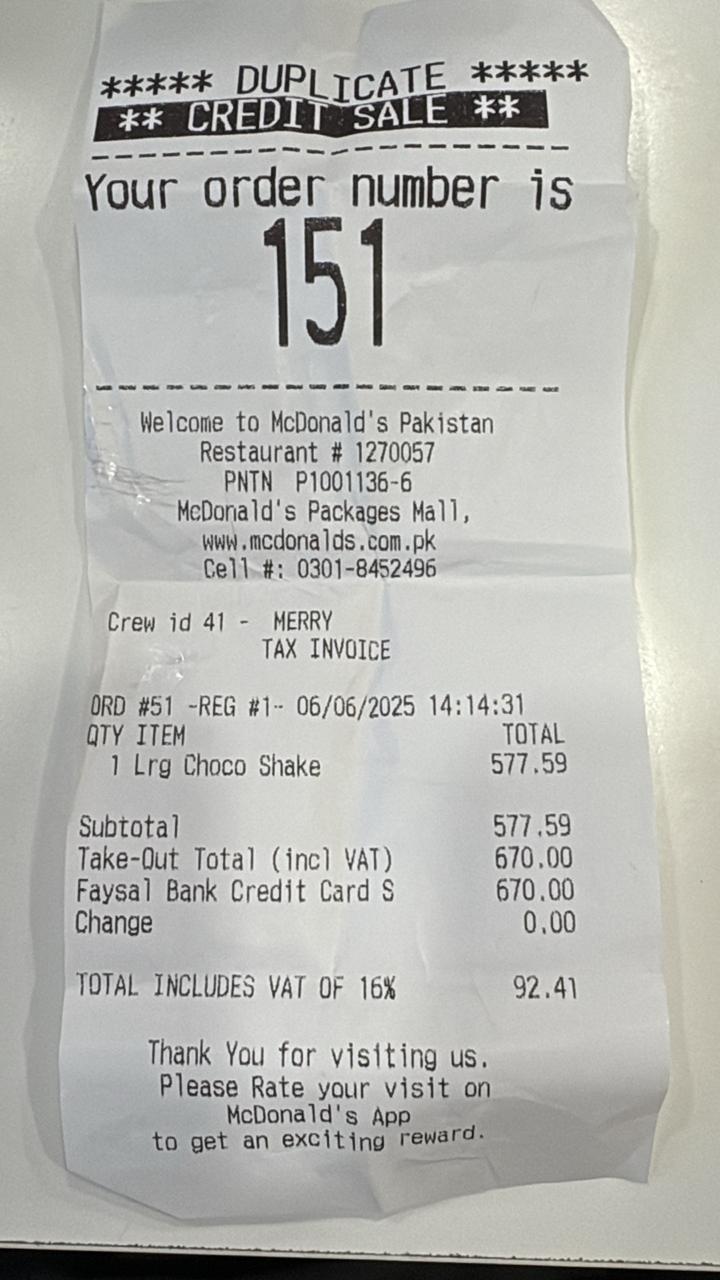 ***** DUPLICATE *****
** CREDIT SALE **
Your order number is
151
Welcome to McDonald's Pakistan
Restaurant # 1270057
PNTN P1001136-6
McDonald's Packages Mall,
www.mcdonalds.com.pk
Cell #: 0301-8452496
Crew id 41 - MERRY
TAX INVOICE
ORD #51 -REG #1- 06/06/2025 14:14:31
QTY ITEM TOTAL
1 Lrg Choco Shake 577.59
Subtotal 577.59
Take-Out Total (incl VAT) 670.00
Faysal Bank Credit Card S 670.00
Change 0.00
TOTAL INCLUDES VAT OF 16% 92.41
Thank You for visiting us.
Please Rate your visit on
McDonald's App
to get an exciting reward.